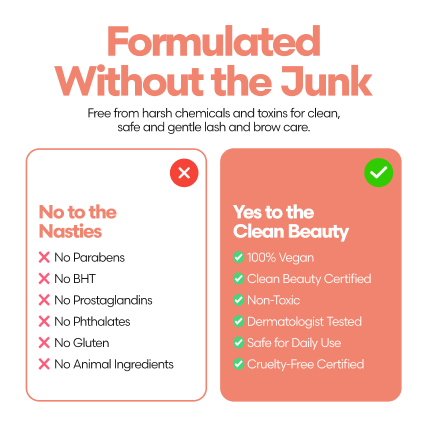 Formulated
Without the Junk
Free from harsh chemicals and toxins for clean,
safe and gentle lash and brow care.
No to the
Nasties
No Parabens
No BHT
No Prostaglandins
No Phthalates
No Gluten
No Animal Ingredients
Yes to the
Clean Beauty
100% Vegan
Clean Beauty Certified
Non-Toxic
Dermatologist Tested
Safe for Daily Use
Cruelty-Free Certified